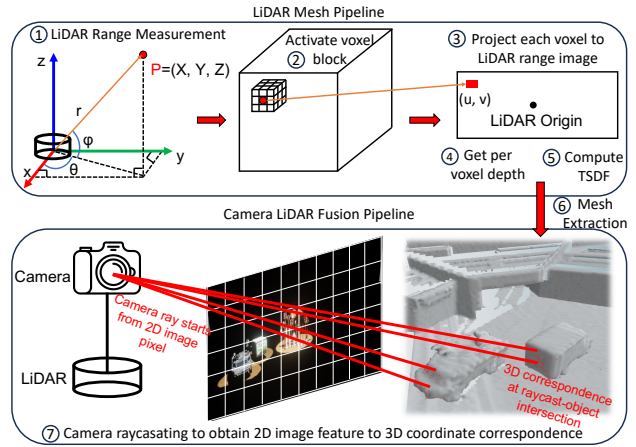 LiDAR Mesh Pipeline
① LiDAR Range Measurement
z
P=(X, Y, Z)
r
φ
y
x
θ
Activate voxel
② block
③ Project each voxel to
LiDAR range image
(u, v)
LiDAR Origin
④ Get per
voxel depth
⑤ Compute
TSDF
⑥ Mesh
Extraction
Camera LiDAR Fusion Pipeline
Camera
Camera ray starts
from 2D image
pixel
LiDAR
3D correspondence
at raycast-object
intersection
⑦ Camera raycasating to obtain 2D image feature to 3D coordinate correspondence